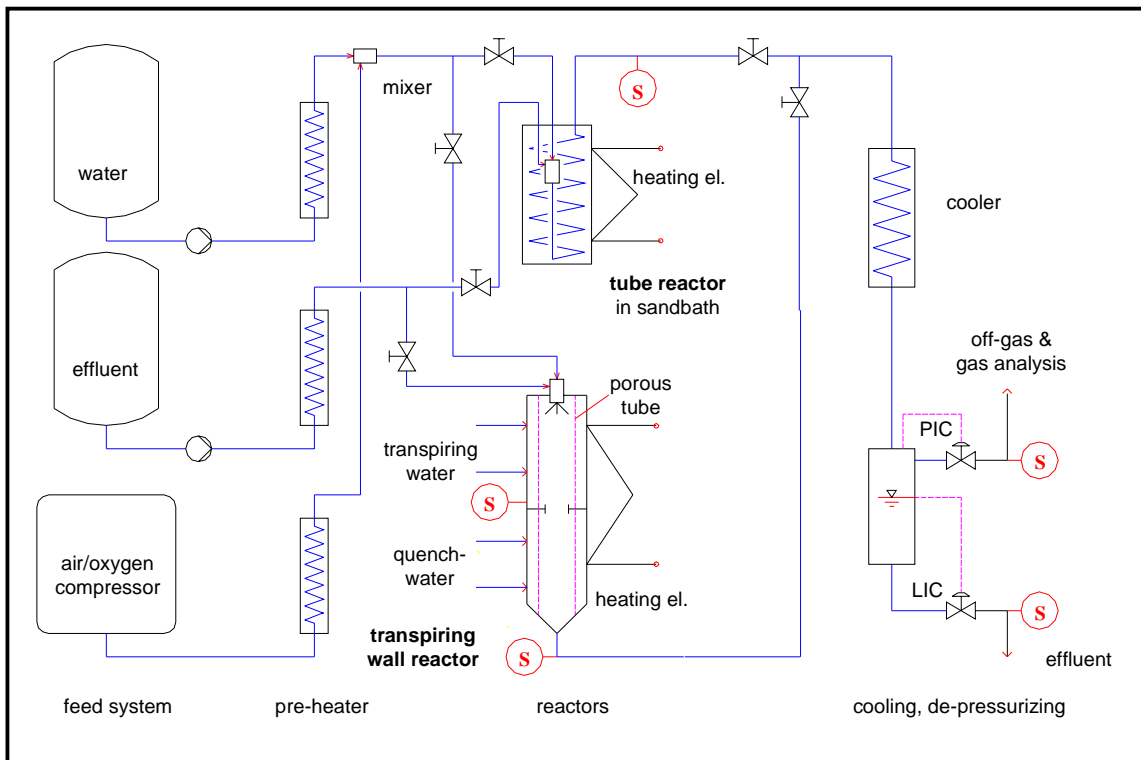 mixer
S
water
heating el.
cooler
tube reactor
in sandbath
effluent
off-gas &
gas analysis
porous
tube
PIC
S
transpiring
water
S
air/oxygen
compressor
quench-
water
heating el.
LIC
S
transpiring
wall reactor
S
effluent
feed system
pre-heater
reactors
cooling, de-pressurizing